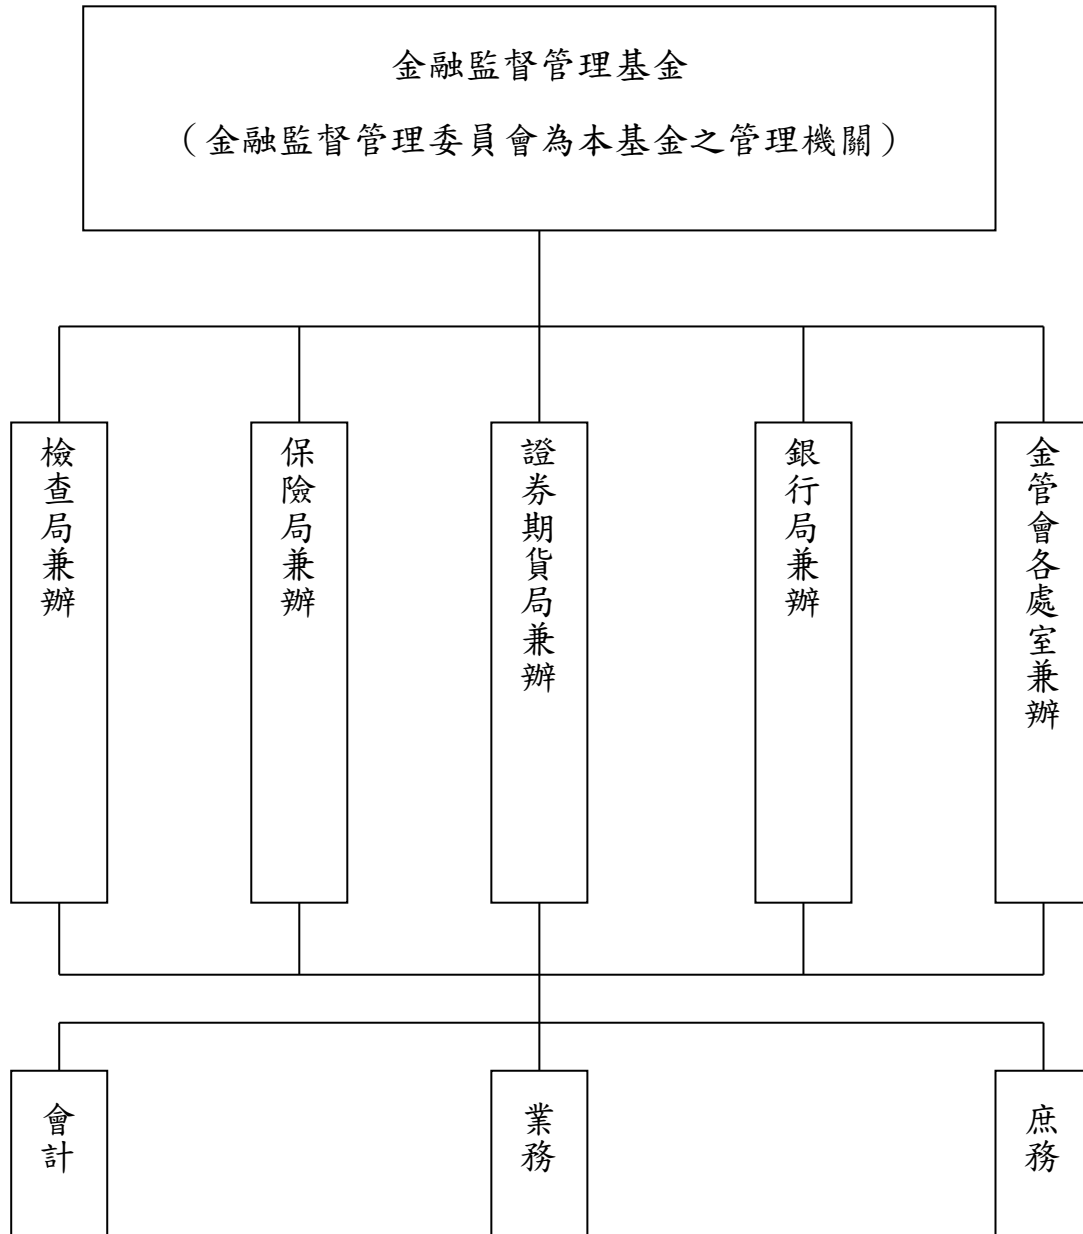 金融監督管理基金
（金融監督管理委員會為本基金之管理機關）
檢查局兼辦
保險局兼辦
證券期貨局兼辦
銀行局兼辦
金管會各處室兼辦
會計
業務
庶務